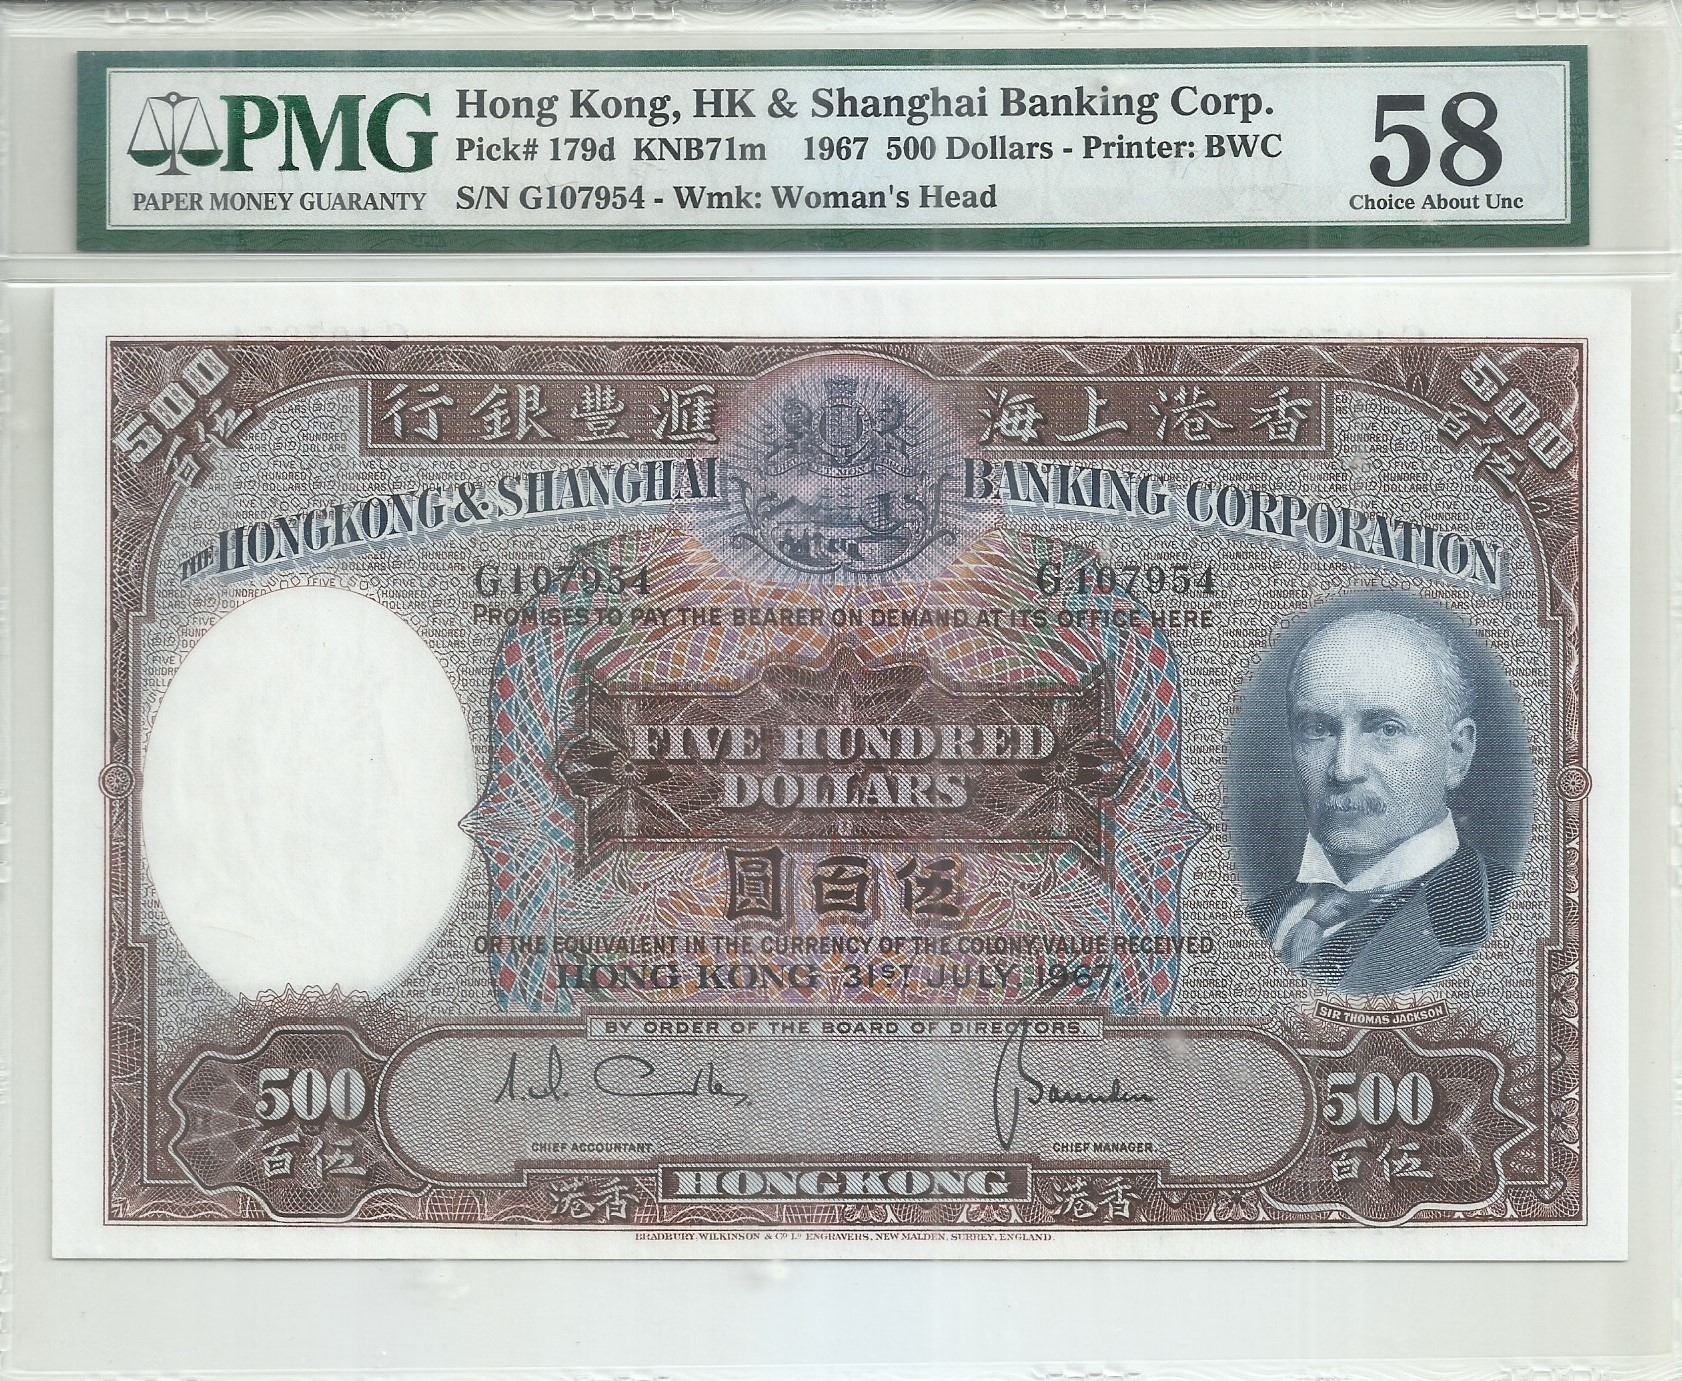 PMG
PAPER MONEY GUARANTY
Hong Kong, HK & Shanghai Banking Corp.
Pick# 179d KNB71m 1967 500 Dollars - Printer: BWC
S/N G107954 - Wmk: Woman's Head
58
Choice About Unc
500
百伍
500
百伍
行銀豐滙
海上港香
THE HONGKONG & SHANGHAI BANKING CORPORATION
G107954 G107954
PROMISES TO PAY THE BEARER ON DEMAND AT ITS OFFICE HERE
FIVE HUNDRED
DOLLARS
圓百伍
OR THE EQUIVALENT IN THE CURRENCY OF THE COLONY, VALUE RECEIVED,
HONG KONG 31ST JULY, 1967.
SIR THOMAS JACKSON
BY ORDER OF THE BOARD OF DIRECTORS.
500
百伍
500
百伍
CHIEF ACCOUNTANT. CHIEF MANAGER.
港香 HONGKONG 港香
BRADBURY, WILKINSON & Co. Ld. ENGRAVERS, NEW MALDEN, SURREY, ENGLAND.